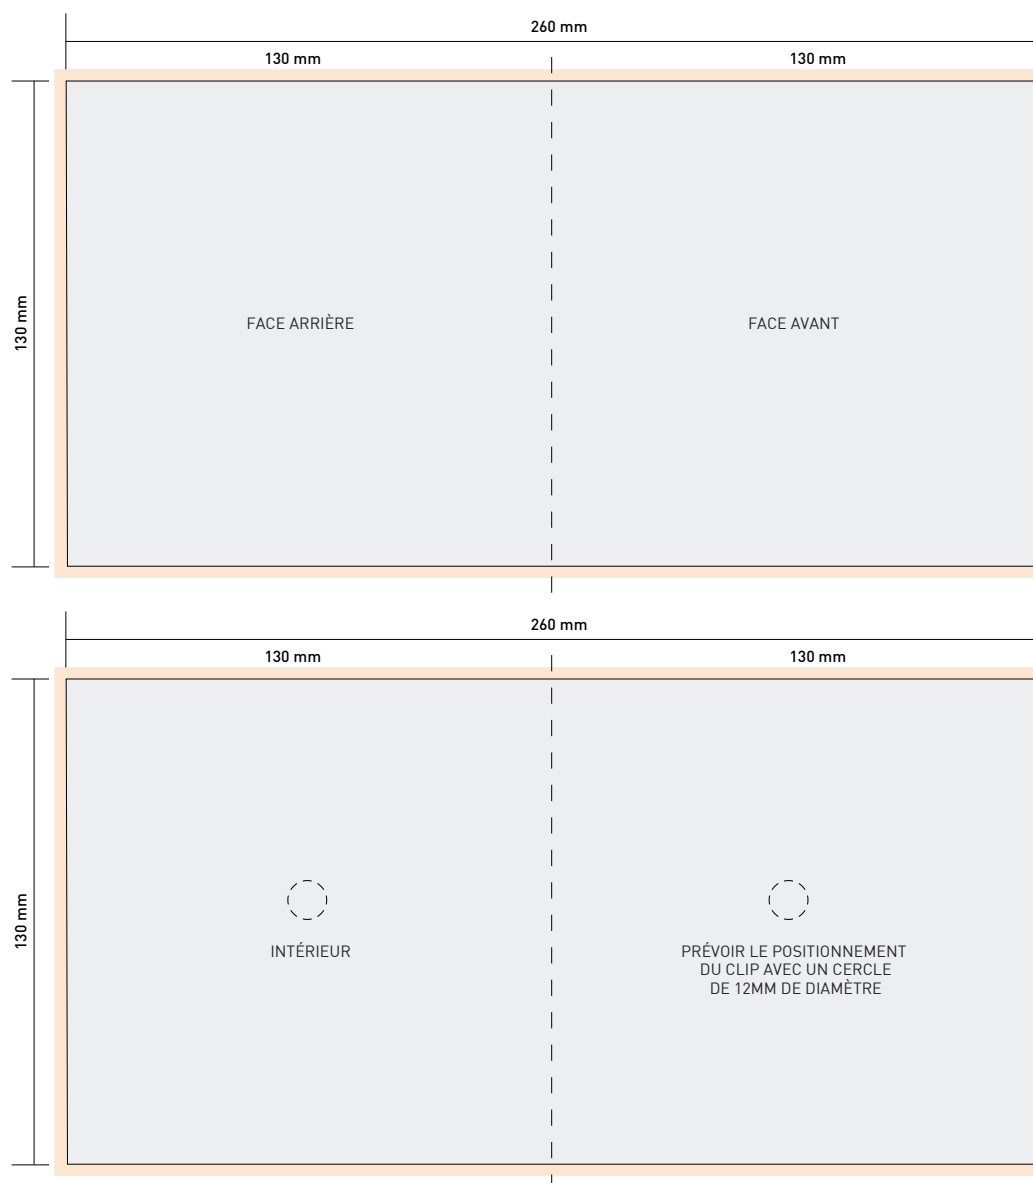 260 mm
130 mm
130 mm
130 mm
FACE ARRIÈRE
FACE AVANT
260 mm
130 mm
130 mm
130 mm
INTÉRIEUR
PRÉVOIR LE POSITIONNEMENT
DU CLIP AVEC UN CERCLE
DE 12MM DE DIAMÈTRE